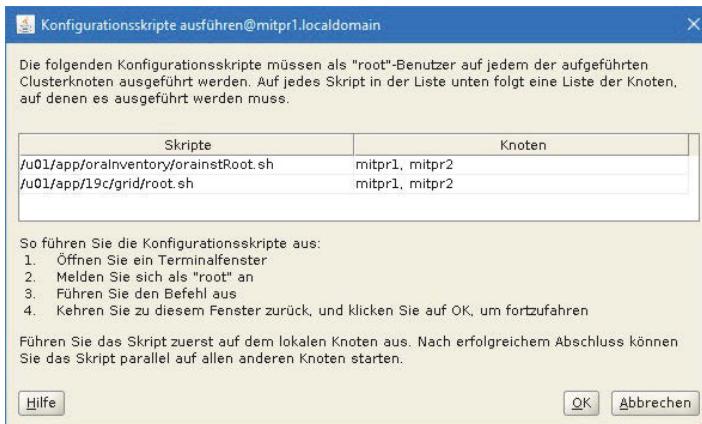 Konfigurationsskripte ausführen@mitpr1.localdomain
Die folgenden Konfigurationsskripte müssen als "root"-Benutzer auf jedem der aufgeführten
Clusterknoten ausgeführt werden. Auf jedes Skript in der Liste unten folgt eine Liste der Knoten,
auf denen es ausgeführt werden muss.
Skripte Knoten
/u01/app/oraInventory/orainstRoot.sh mitpr1, mitpr2
/u01/app/19c/grid/root.sh mitpr1, mitpr2
So führen Sie die Konfigurationsskripte aus:
1. Öffnen Sie ein Terminalfenster
2. Melden Sie sich als "root" an
3. Führen Sie den Befehl aus
4. Kehren Sie zu diesem Fenster zurück, und klicken Sie auf OK, um fortzufahren
Führen Sie das Skript zuerst auf dem lokalen Knoten aus. Nach erfolgreichem Abschluss können
Sie das Skript parallel auf allen anderen Knoten starten.
Hilfe OK Abbrechen